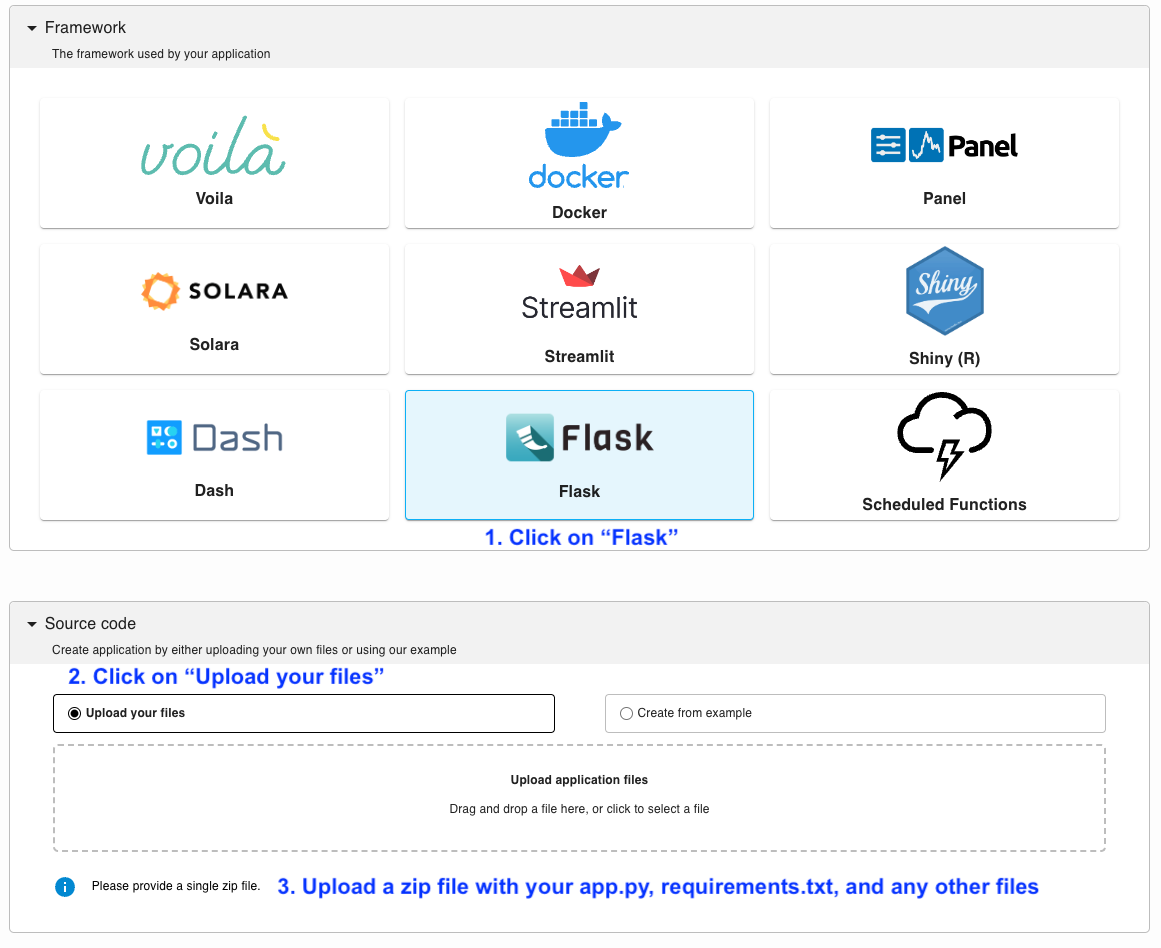 Framework
The framework used by your application
voilà
Voila
docker
Docker
Panel
Panel
SOLARA
Solara
Streamlit
Streamlit
Shiny
Shiny (R)
Dash
Dash
Flask
Flask
Scheduled Functions
1. Click on “Flask”
Source code
Create application by either uploading your own files or using our example
2. Click on “Upload your files”
Upload your files
Create from example
Upload application files
Drag and drop a file here, or click to select a file
Please provide a single zip file.
3. Upload a zip file with your app.py, requirements.txt, and any other files